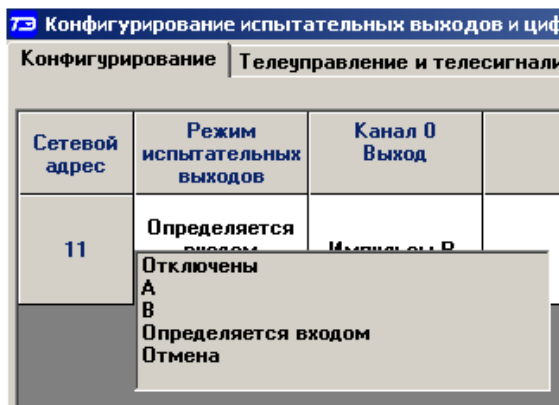 ТЭ Конфигурирование испытательных выходов и циф
Конфигурирование Телеуправление и телесигнали
Сетевой адрес
Режим испытательных выходов
Канал 0 Выход
11
Определяется
Отключены
А
В
Определяется входом
Отмена